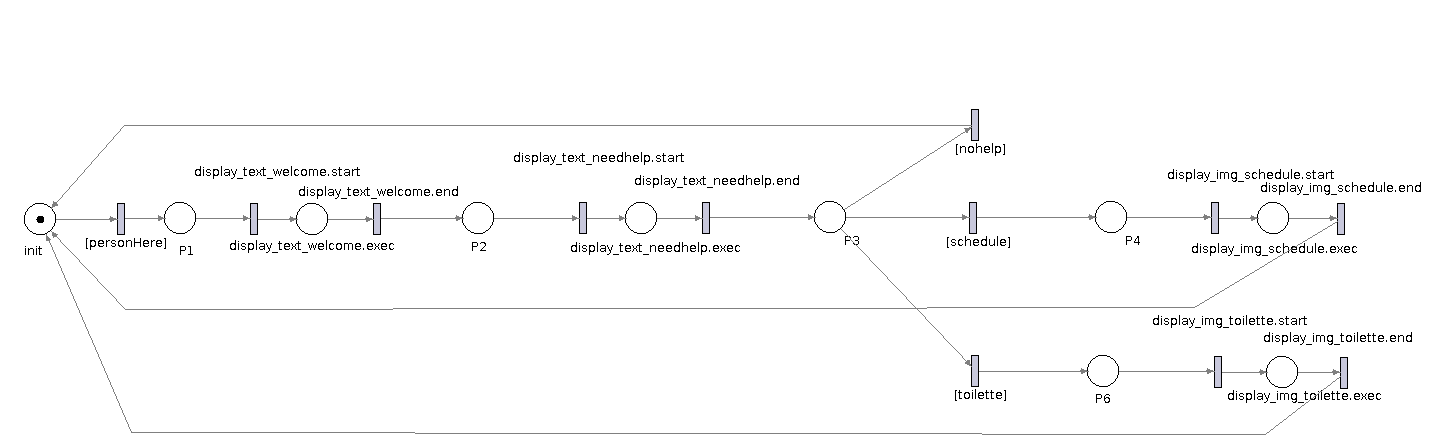 [nohelp]
display_text_needhelp.start
display_text_welcome.start
display_text_needhelp.end
display_img_schedule.start
display_text_welcome.end
display_img_schedule.end
init
[personHere]
P1
display_text_welcome.exec
P2
display_text_needhelp.exec
P3
[schedule]
P4
display_img_schedule.exec
display_img_toilette.start
display_img_toilette.end
[toilette]
P6
display_img_toilette.exec